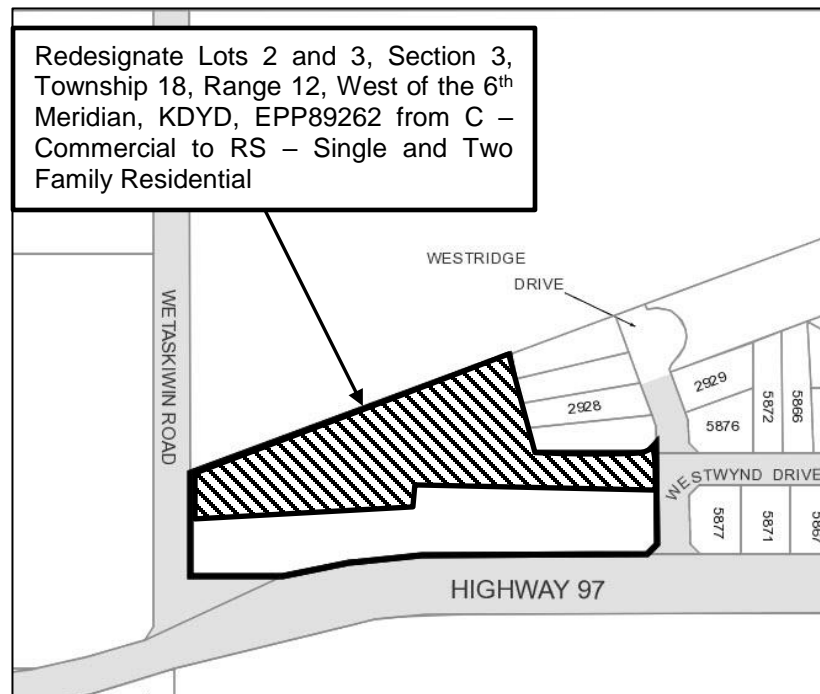 Redesignate Lots 2 and 3, Section 3,
Township 18, Range 12, West of the 6th
Meridian, KDYD, EPP89262 from C –
Commercial to RS – Single and Two
Family Residential
WESTRIDGE
DRIVE
WETASKIWIN ROAD
2928
2929
5876
5872
5866
WESTWYND DRIVE
5877
5871
5867
HIGHWAY 97